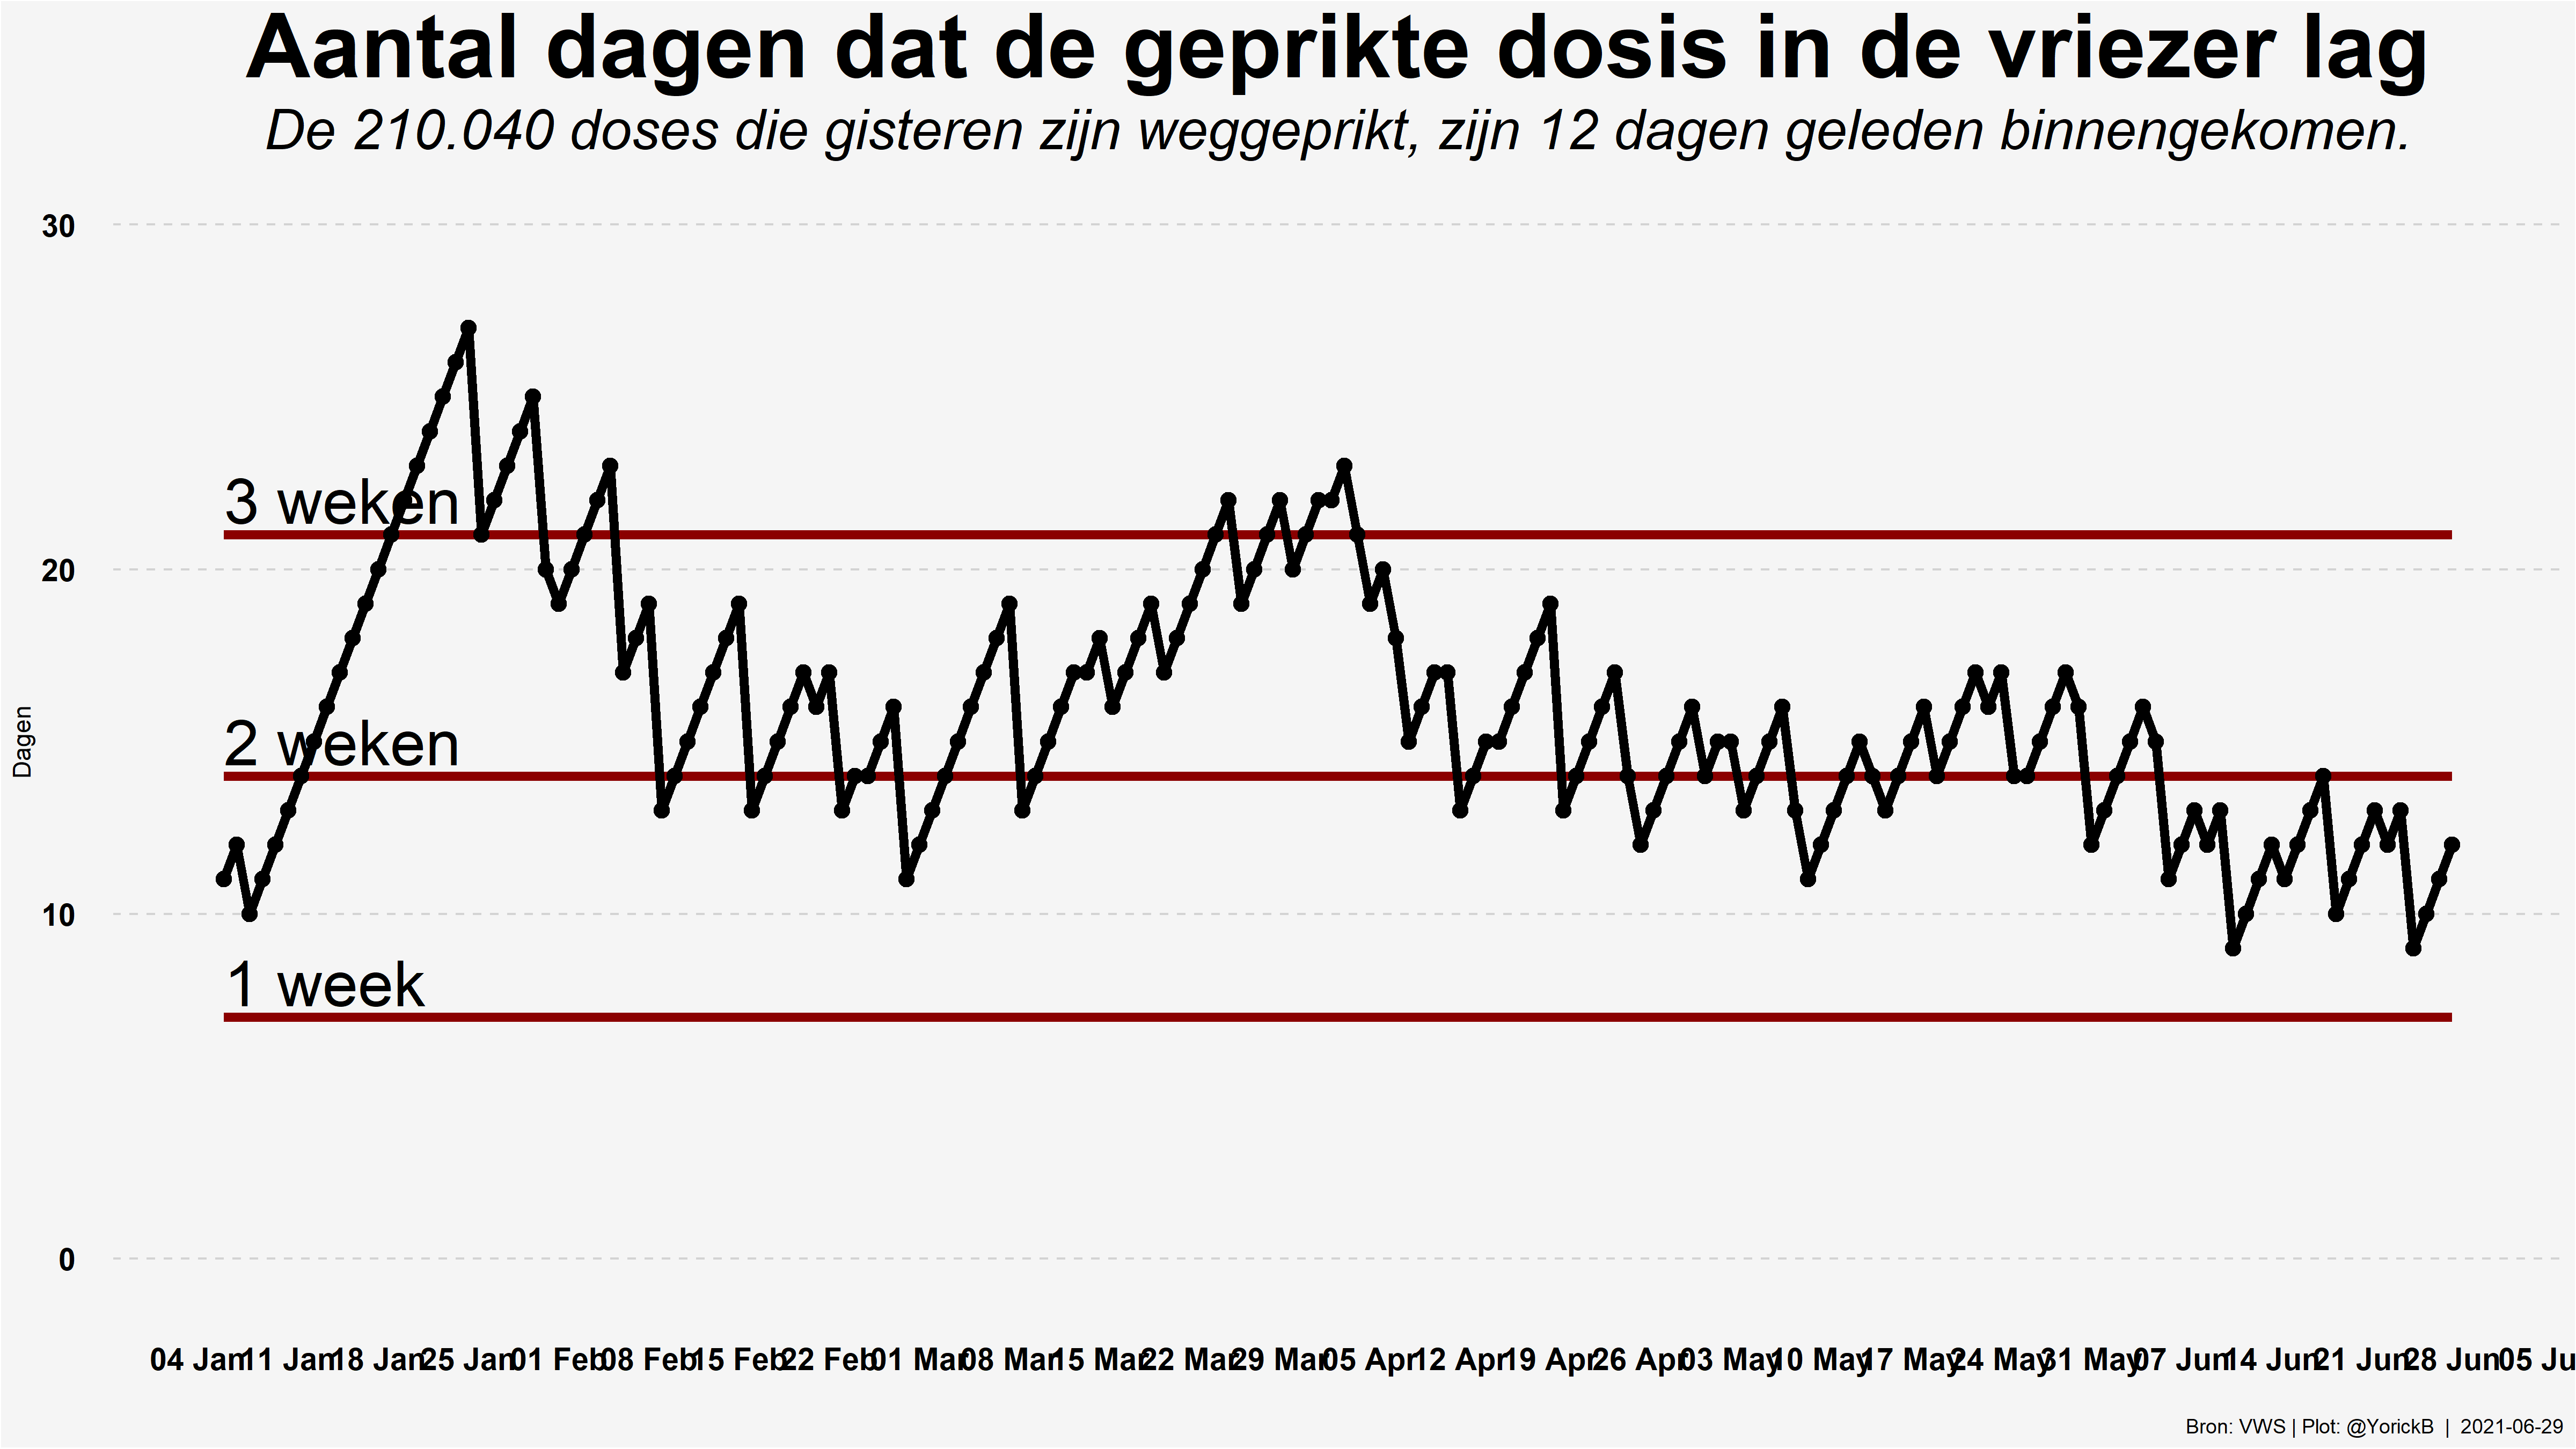 Aantal dagen dat de geprikte dosis in de vriezer lag
De 210.040 doses die gisteren zijn weggeprikt, zijn 12 dagen geleden binnengekomen.
30
3 weken
20
Dagen
2 weken
10
1 week
0
04 Jan 11 Jan 18 Jan 25 Jan 01 Feb 08 Feb 15 Feb 22 Feb 01 Mar 08 Mar 15 Mar 22 Mar 29 Mar 05 Apr 12 Apr 19 Apr 26 Apr 03 May 10 May 17 May 24 May 31 May 07 Jun 14 Jun 21 Jun 28 Jun 05 Ju
Bron: VWS | Plot: @YorickB | 2021-06-29